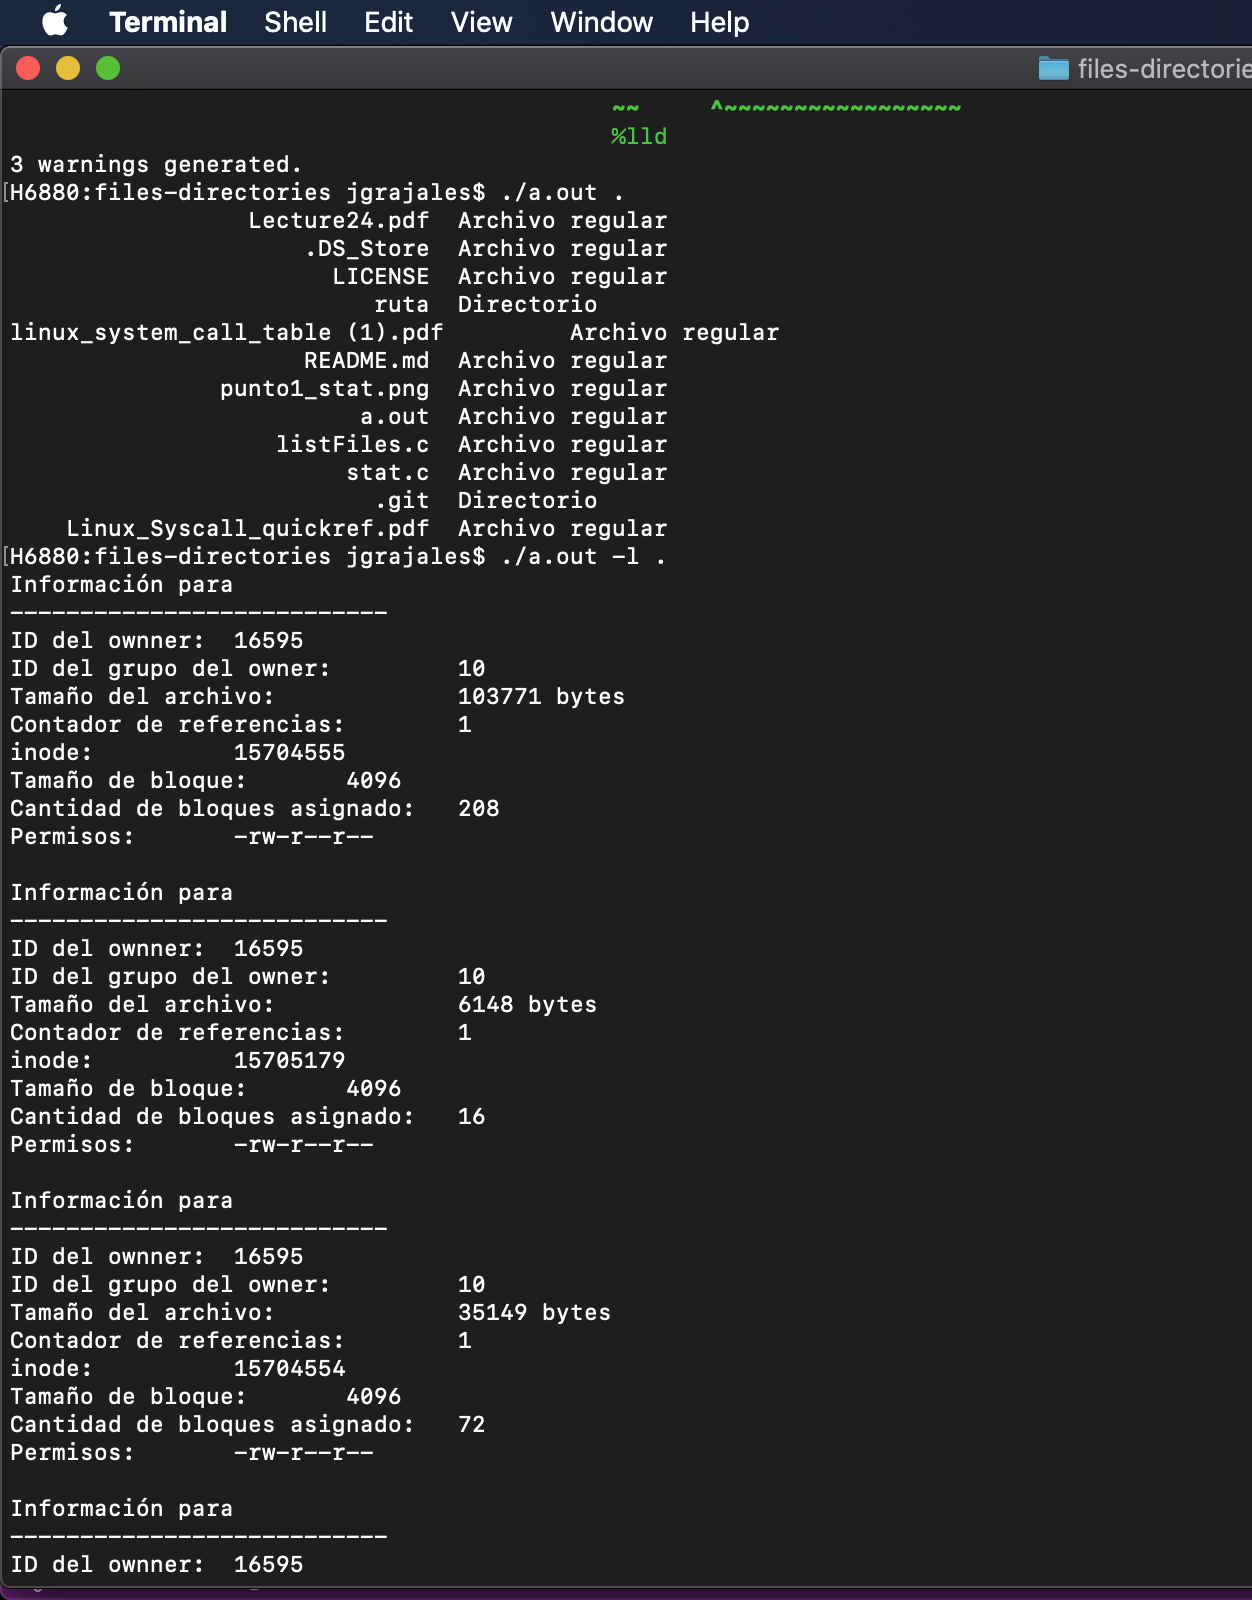 Terminal Shell Edit View Window Help
files-directorie
~~ ^~~~~~~~~~~~~~~~~~
%lld
3 warnings generated.
[H6880:files-directories jgrajales$ ./a.out .
Lecture24.pdf Archivo regular
.DS_Store Archivo regular
LICENSE Archivo regular
ruta Directorio
linux_system_call_table (1).pdf Archivo regular
README.md Archivo regular
punto1_stat.png Archivo regular
a.out Archivo regular
listFiles.c Archivo regular
stat.c Archivo regular
.git Directorio
Linux_Syscall_quickref.pdf Archivo regular
[H6880:files-directories jgrajales$ ./a.out -l .
Información para
---------------------------
ID del ownner: 16595
ID del grupo del owner: 10
Tamaño del archivo: 103771 bytes
Contador de referencias: 1
inode: 15704555
Tamaño de bloque: 4096
Cantidad de bloques asignado: 208
Permisos: -rw-r--r--
Información para
---------------------------
ID del ownner: 16595
ID del grupo del owner: 10
Tamaño del archivo: 6148 bytes
Contador de referencias: 1
inode: 15705179
Tamaño de bloque: 4096
Cantidad de bloques asignado: 16
Permisos: -rw-r--r--
Información para
---------------------------
ID del ownner: 16595
ID del grupo del owner: 10
Tamaño del archivo: 35149 bytes
Contador de referencias: 1
inode: 15704554
Tamaño de bloque: 4096
Cantidad de bloques asignado: 72
Permisos: -rw-r--r--
Información para
---------------------------
ID del ownner: 16595